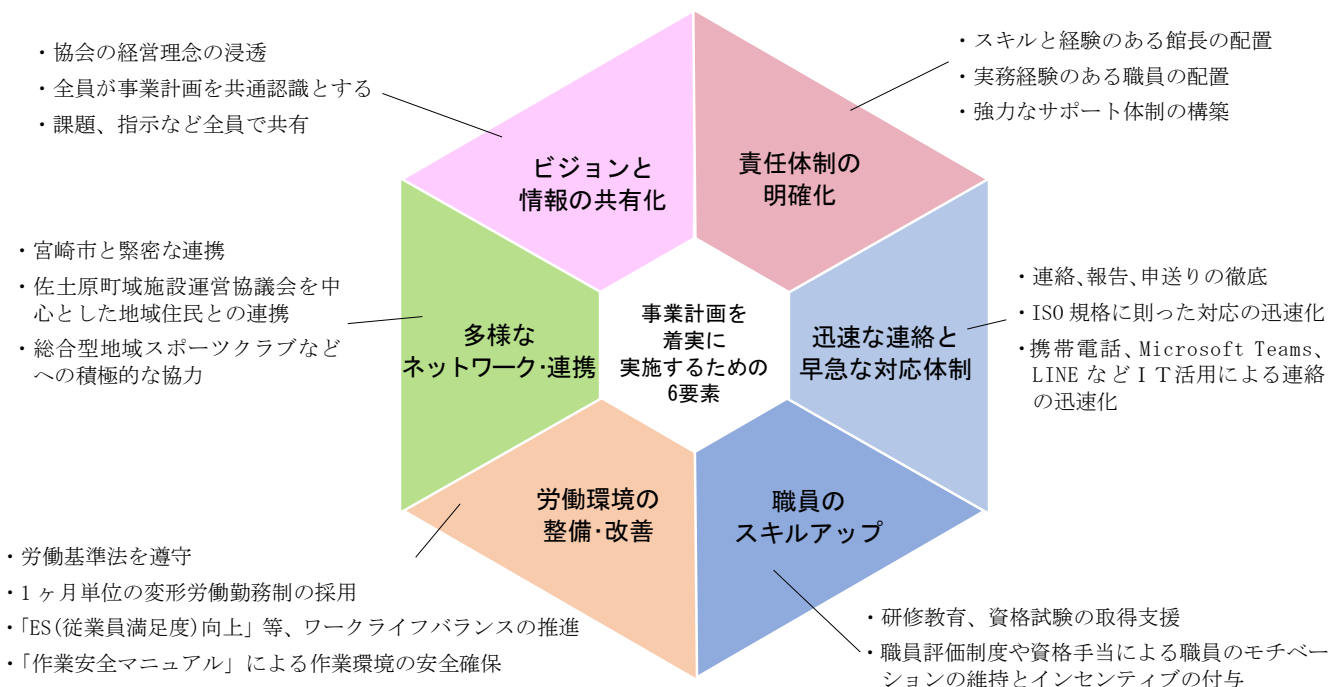 ・協会の経営理念の浸透
・全員が事業計画を共通認識とする
・課題、指示など全員で共有
・スキルと経験のある館長の配置
・実務経験のある職員の配置
・強力なサポート体制の構築
ビジョンと
情報の共有化
責任体制の
明確化
・宮崎市と緊密な連携
・佐土原町域施設運営協議会を中
心とした地域住民との連携
・総合型地域スポーツクラブなど
への積極的な協力
多様な
ネットワーク・連携
事業計画を
着実に
実施するための
6要素
迅速な連絡と
早急な対応体制
・連絡、報告、申送りの徹底
・ISO 規格に則った対応の迅速化
・携帯電話、Microsoft Teams、
LINE などＩＴ活用による連絡
の迅速化
労働環境の
整備・改善
職員の
スキルアップ
・労働基準法を遵守
・1 ヶ月単位の変形労働勤務制の採用
・「ES(従業員満足度)向上」等、ワークライフバランスの推進
・「作業安全マニュアル」による作業環境の安全確保
・研修教育、資格試験の取得支援
・職員評価制度や資格手当による職員のモチベー
ションの維持とインセンティブの付与